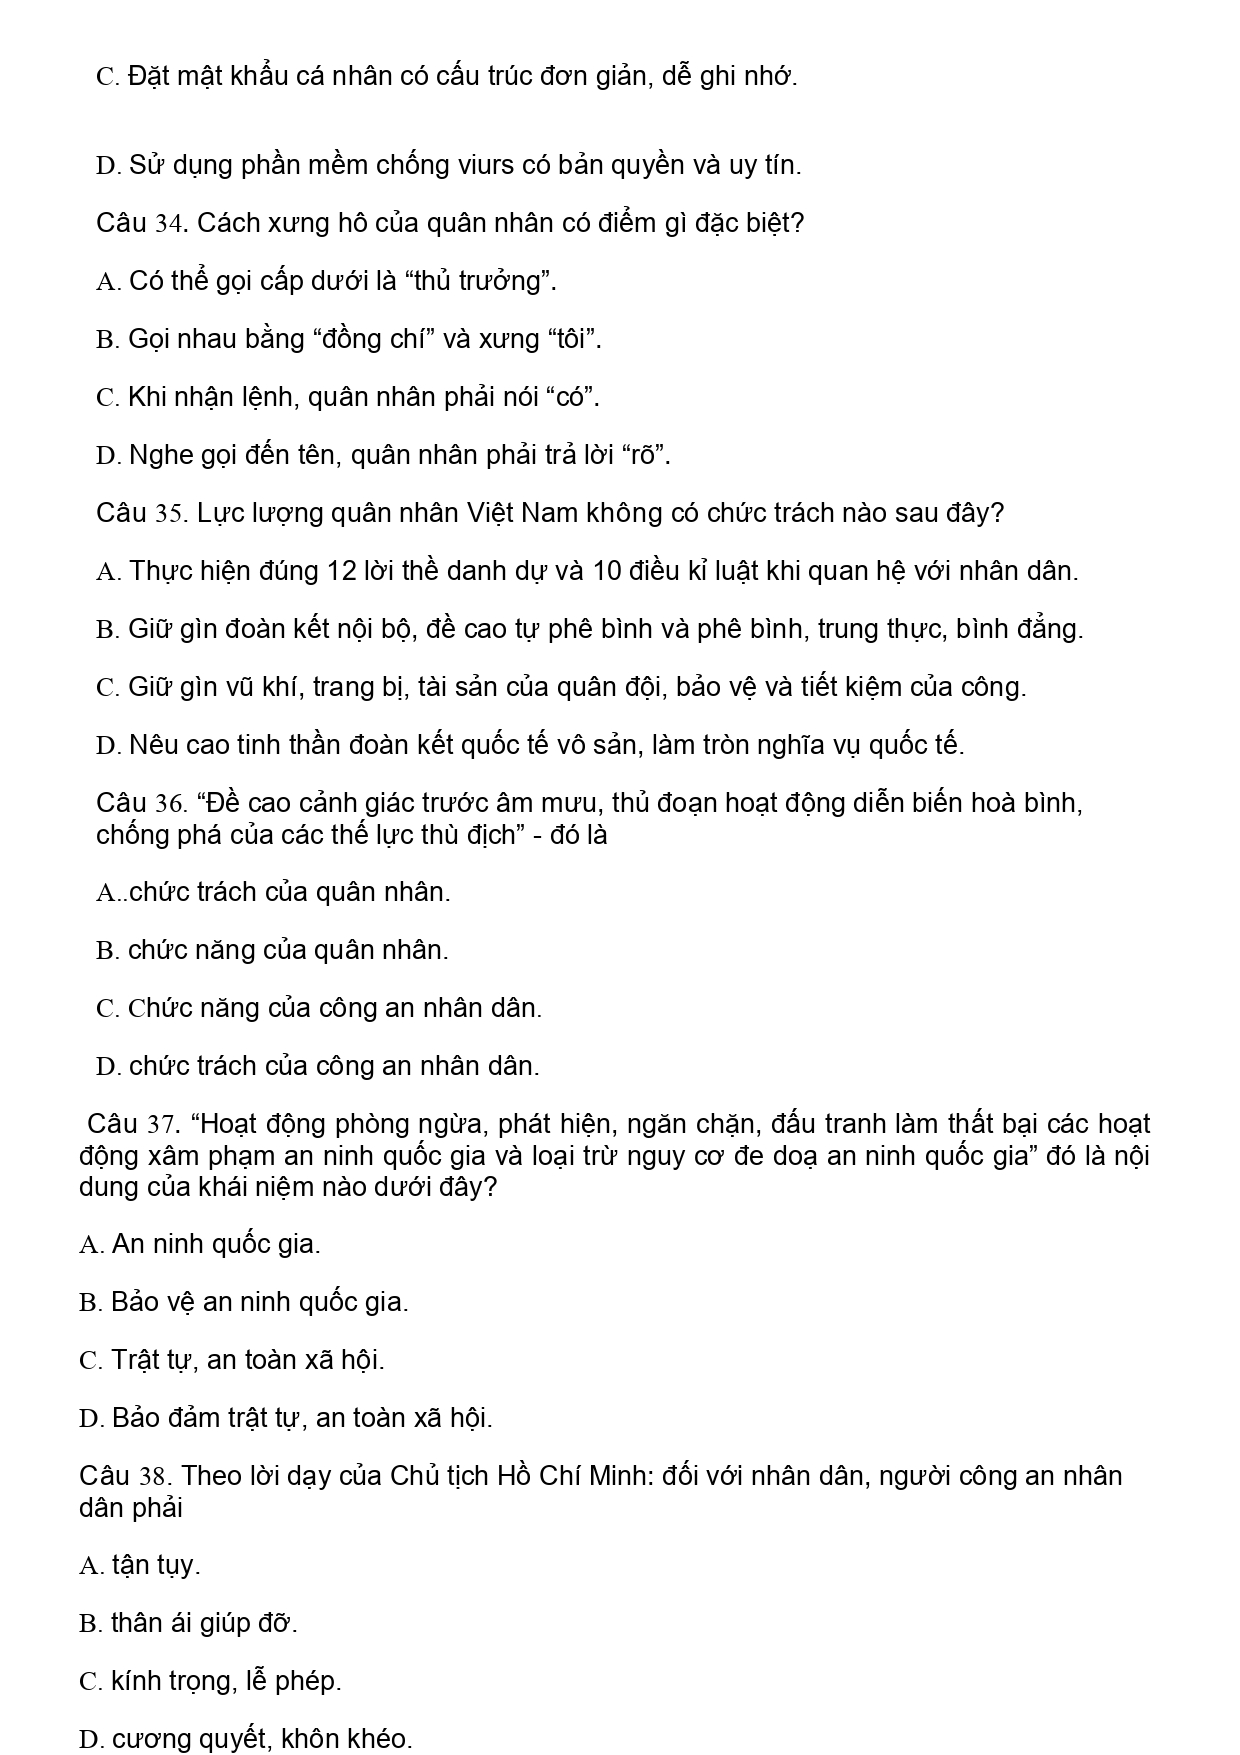 C. Đặt mật khẩu cá nhân có cấu trúc đơn giản, dễ ghi nhớ.
D. Sử dụng phần mềm chống viurs có bản quyền và uy tín.
Câu 34. Cách xưng hô của quân nhân có điểm gì đặc biệt?
A. Có thể gọi cấp dưới là “thủ trưởng”.
B. Gọi nhau bằng “đồng chí” và xưng “tôi”.
C. Khi nhận lệnh, quân nhân phải nói “có”.
D. Nghe gọi đến tên, quân nhân phải trả lời “rõ”.
Câu 35. Lực lượng quân nhân Việt Nam không có chức trách nào sau đây?
A. Thực hiện đúng 12 lời thề danh dự và 10 điều kỉ luật khi quan hệ với nhân dân.
B. Giữ gìn đoàn kết nội bộ, đề cao tự phê bình và phê bình, trung thực, bình đẳng.
C. Giữ gìn vũ khí, trang bị, tài sản của quân đội, bảo vệ và tiết kiệm của công.
D. Nêu cao tinh thần đoàn kết quốc tế vô sản, làm tròn nghĩa vụ quốc tế.
Câu 36. “Đề cao cảnh giác trước âm mưu, thủ đoạn hoạt động diễn biến hoà bình,
chống phá của các thế lực thù địch” - đó là
A..chức trách của quân nhân.
B. chức năng của quân nhân.
C. Chức năng của công an nhân dân.
D. chức trách của công an nhân dân.
Câu 37. “Hoạt động phòng ngừa, phát hiện, ngăn chặn, đấu tranh làm thất bại các hoạt
động xâm phạm an ninh quốc gia và loại trừ nguy cơ đe doạ an ninh quốc gia” đó là nội
dung của khái niệm nào dưới đây?
A. An ninh quốc gia.
B. Bảo vệ an ninh quốc gia.
C. Trật tự, an toàn xã hội.
D. Bảo đảm trật tự, an toàn xã hội.
Câu 38. Theo lời dạy của Chủ tịch Hồ Chí Minh: đối với nhân dân, người công an nhân
dân phải
A. tận tụy.
B. thân ái giúp đỡ.
C. kính trọng, lễ phép.
D. cương quyết, khôn khéo.